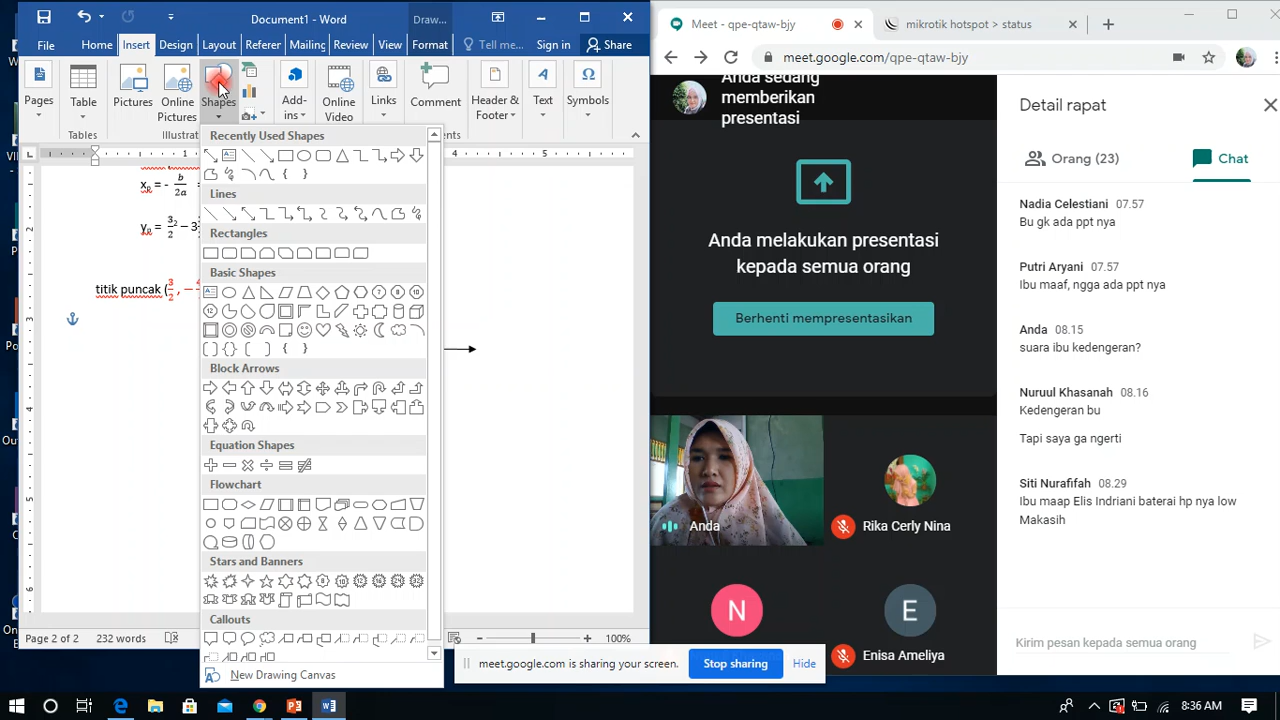 Document1 - Word
Draw...
File Home Insert Design Layout Referer Mailing Review View Format Tell me... Sign in Share
Pages Table Pictures Online Pictures Shapes Add-ins Online Video Links Comment Header & Footer Text Symbols
Tables Illustrat Comments
Recently Used Shapes
Lines
Rectangles
Basic Shapes
Block Arrows
Equation Shapes
Flowchart
Stars and Banners
Callouts
New Drawing Canvas
xp = - b/2a =
titik puncak (3/2 , -
Page 2 of 2 232 words
100%
meet.google.com is sharing your screen. Stop sharing Hide
Meet - qpe-qtaw-bjy
mikrotik hotspot > status
meet.google.com/qpe-qtaw-bjy
Anda sedang
memberikan
presentasi
Anda melakukan presentasi
kepada semua orang
Berhenti mempresentasikan
Anda
Rika Cerly Nina
N
E
Enisa Ameliya
Detail rapat
Orang (23) Chat
Nadia Celestiani 07.57
Bu gk ada ppt nya
Putri Aryani 07.57
Ibu maaf, ngga ada ppt nya
Anda 08.15
suara ibu kedengeran?
Nuruul Khasanah 08.16
Kedengeran bu
Tapi saya ga ngerti
Siti Nurafifah 08.29
Ibu maap Elis Indriani baterai hp nya low
Makasih
Kirim pesan kepada semua orang
8:36 AM